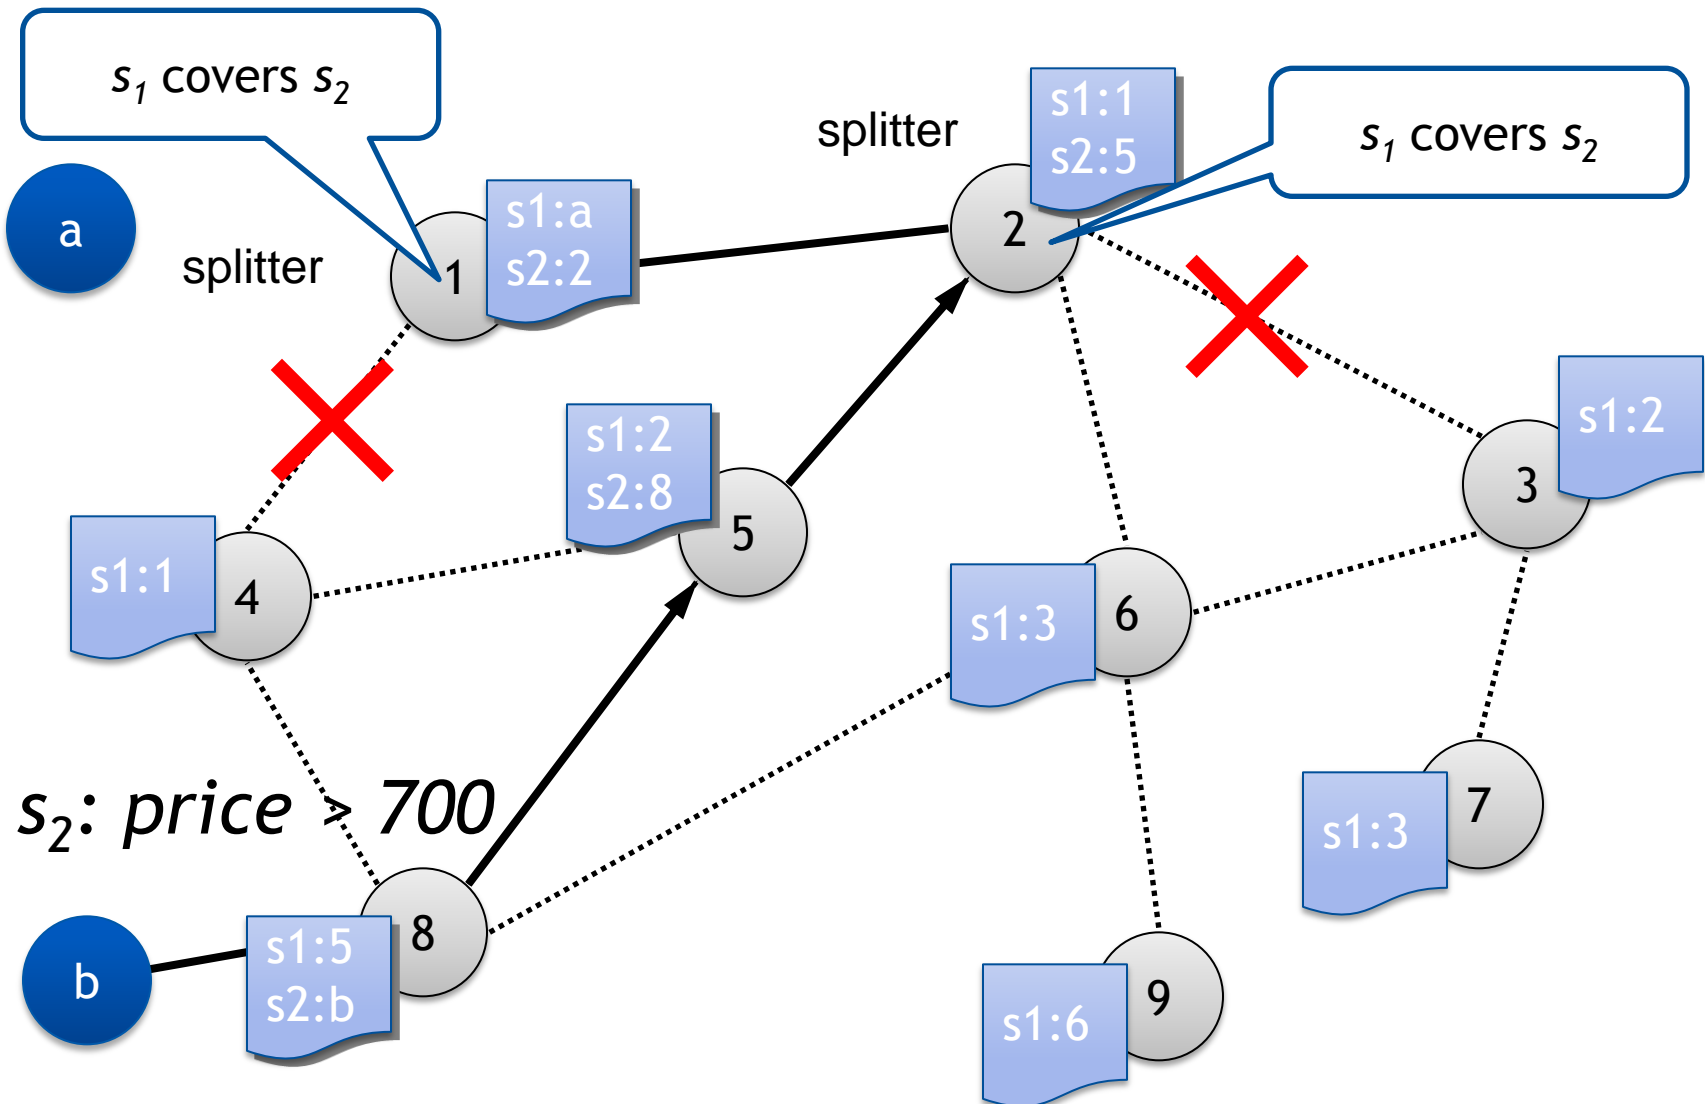 s1 covers s2
splitter
s1:1
s2:5
s1 covers s2
a
splitter
1
s1:a
s2:2
2
s1:2
s2:8
5
s1:2
3
s1:1
4
s1:3
6
s2: price > 700
s1:3
7
b
s1:5
s2:b
8
s1:6
9